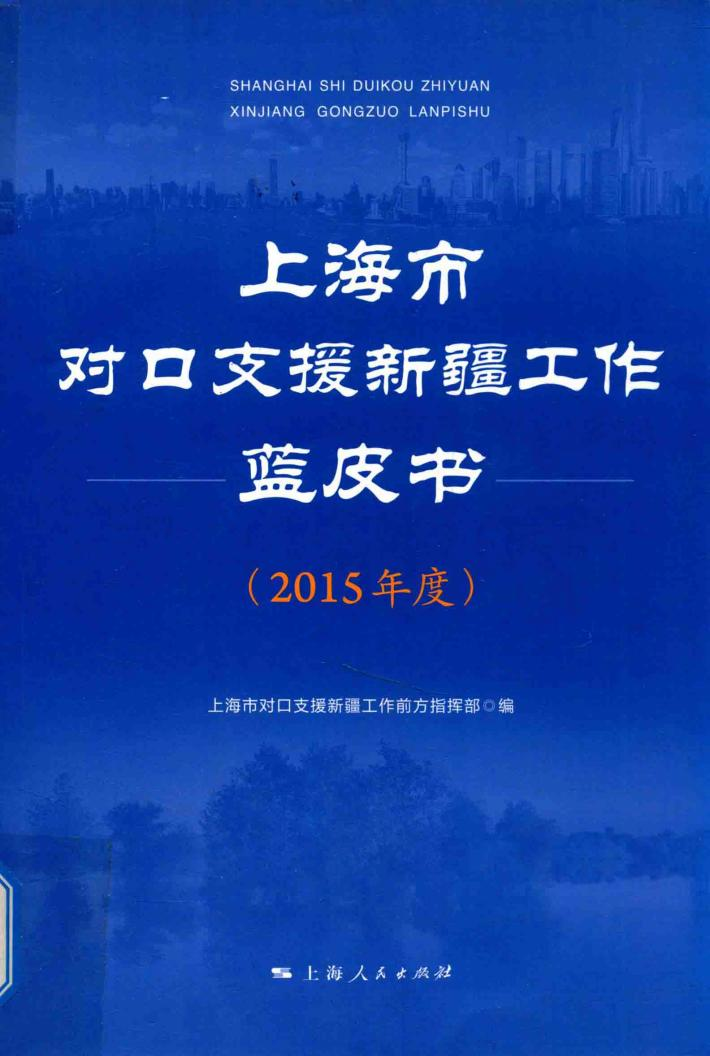 SHANGHAI SHI DUIKOU ZHIYUAN
XINJIANG GONGZUO LANPISHU
上海市
对口支援新疆工作
蓝皮书
（2015年度）
上海市对口支援新疆工作前方指挥部◎编
上海人民出版社